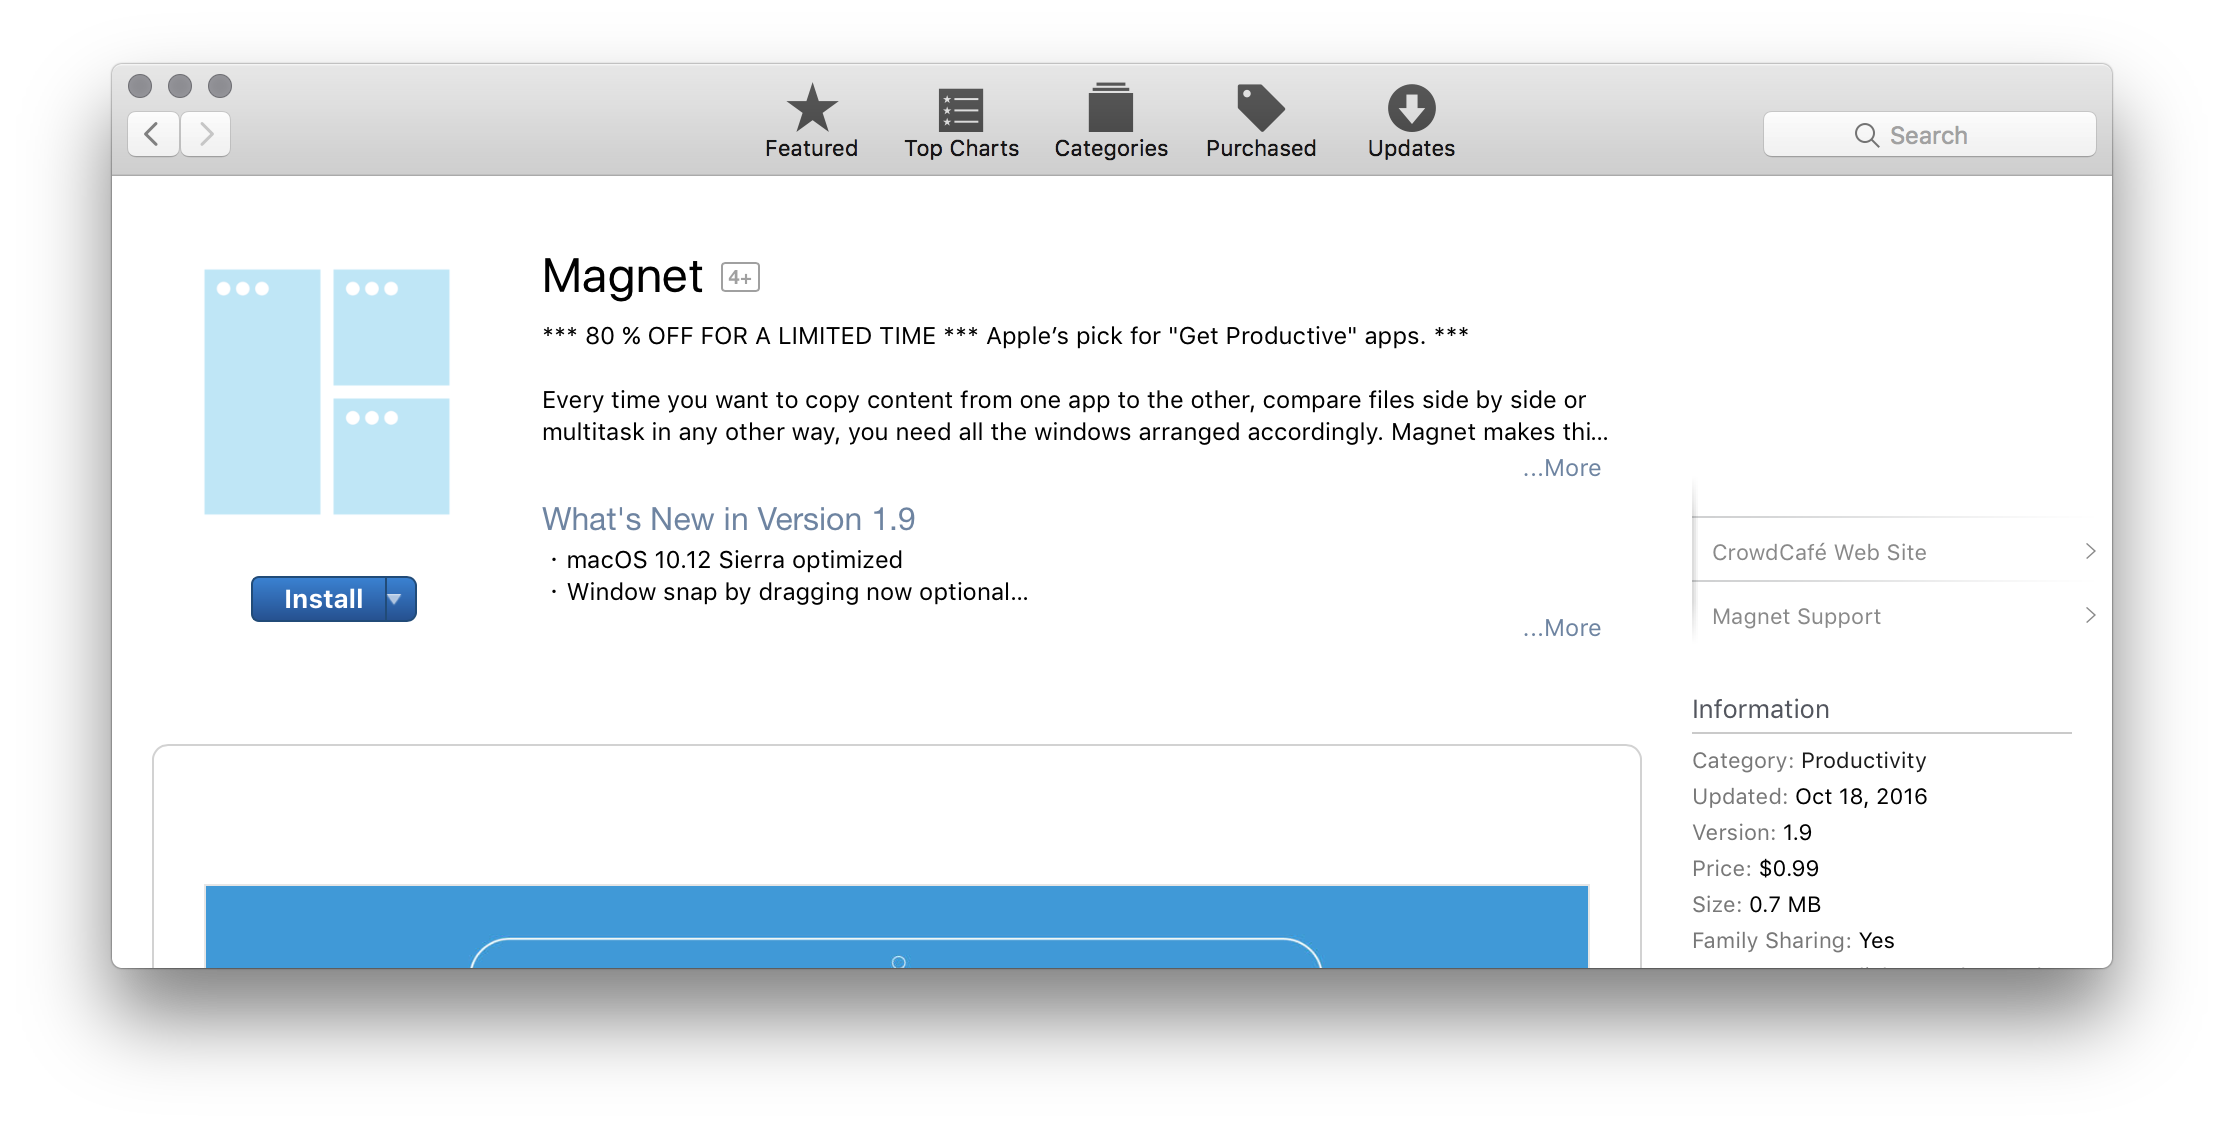 Featured
Top Charts
Categories
Purchased
Updates
Search
Magnet 4+
*** 80 % OFF FOR A LIMITED TIME *** Apple’s pick for "Get Productive" apps. ***
Every time you want to copy content from one app to the other, compare files side by side or
multitask in any other way, you need all the windows arranged accordingly. Magnet makes thi...
...More
What's New in Version 1.9
· macOS 10.12 Sierra optimized
· Window snap by dragging now optional...
...More
Install
CrowdCafé Web Site
Magnet Support
Information
Category: Productivity
Updated: Oct 18, 2016
Version: 1.9
Price: $0.99
Size: 0.7 MB
Family Sharing: Yes